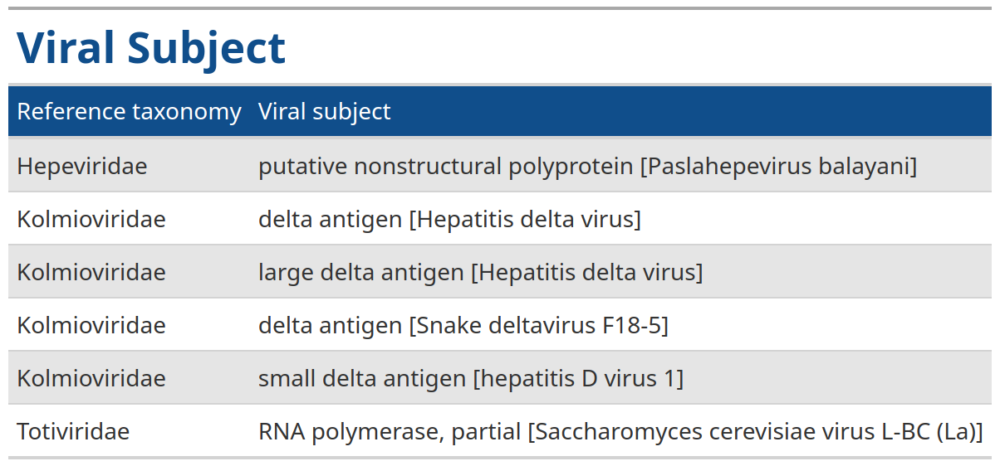 Viral Subject
Reference taxonomy Viral subject
Hepeviridae putative nonstructural polyprotein [Paslahepevirus balayani]
Kolmioviridae delta antigen [Hepatitis delta virus]
Kolmioviridae large delta antigen [Hepatitis delta virus]
Kolmioviridae delta antigen [Snake deltavirus F18-5]
Kolmioviridae small delta antigen [hepatitis D virus 1]
Totiviridae RNA polymerase, partial [Saccharomyces cerevisiae virus L-BC (La)]